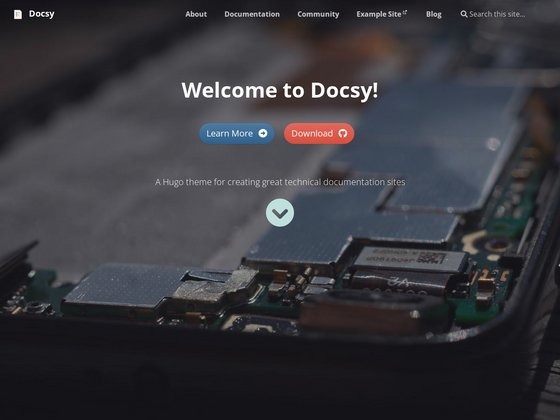 Docsy
About
Documentation
Community
Example Site
Blog
Search this site…
Welcome to Docsy!
Learn More
Download
A Hugo theme for creating great technical documentation sites